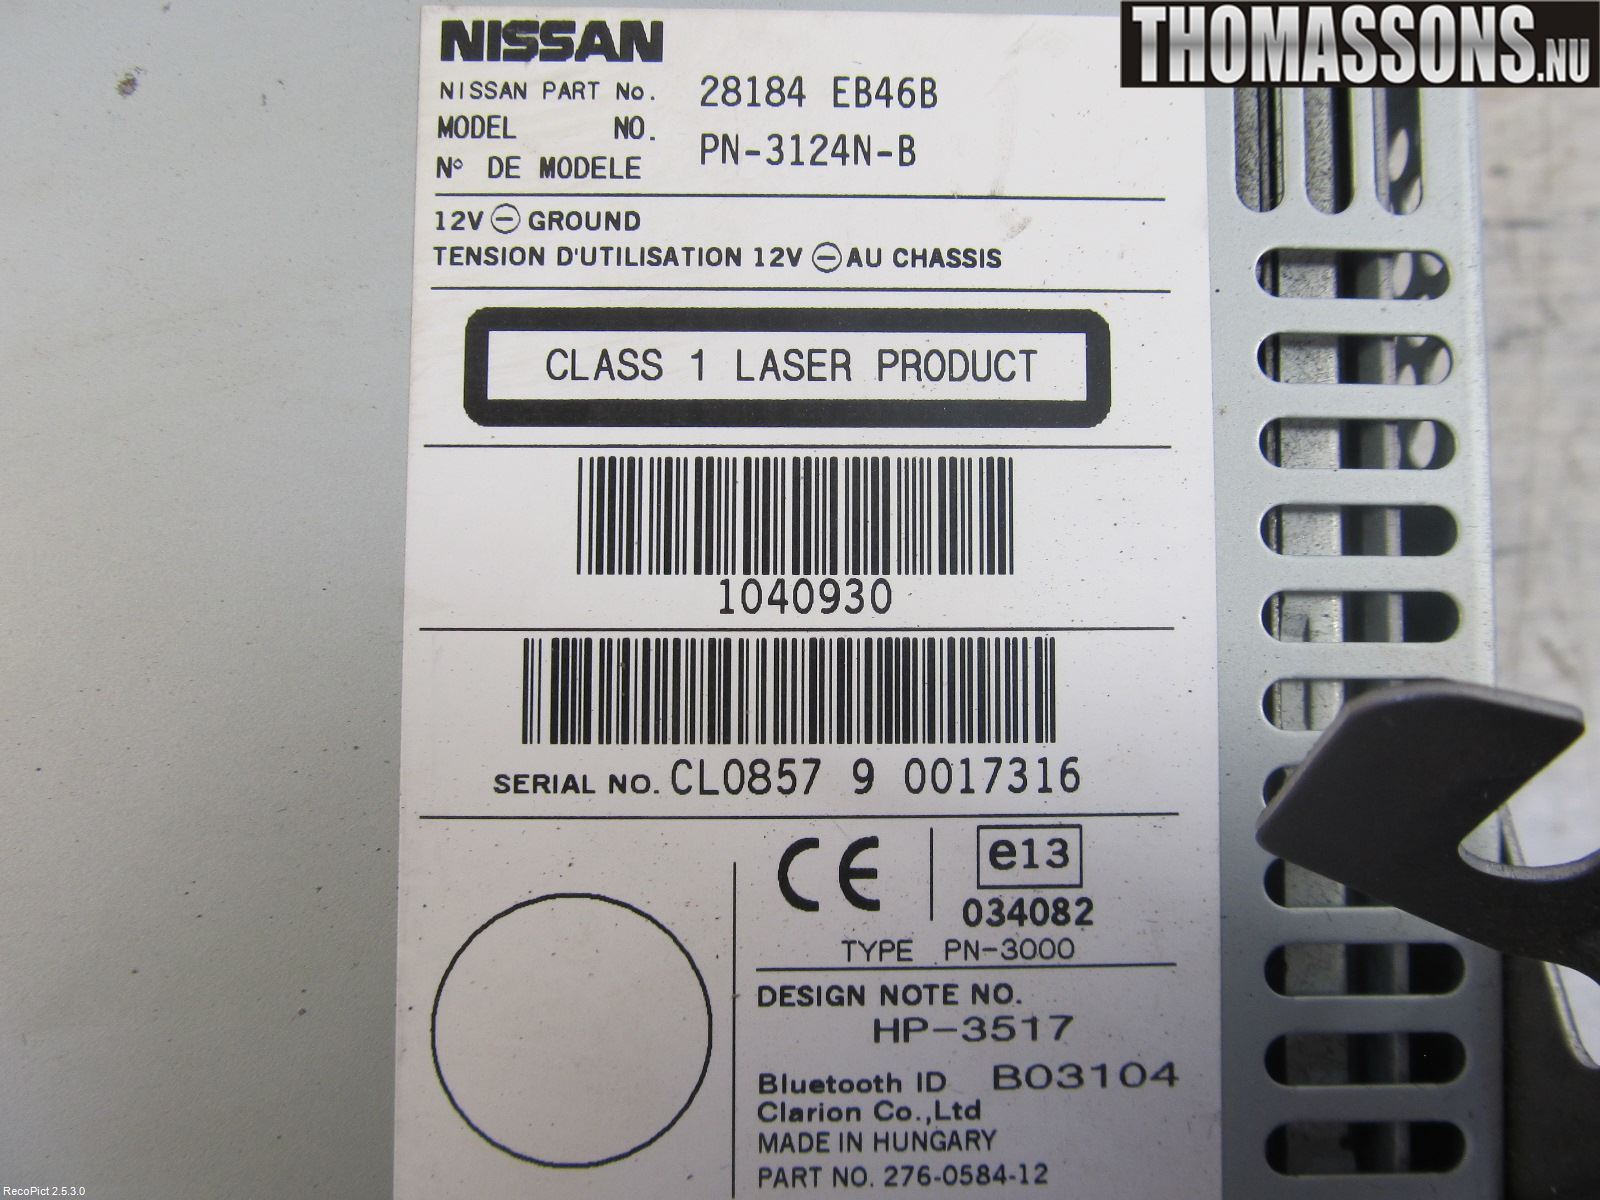 THOMASSONS.NU
NISSAN
NISSAN PART No. 28184 EB46B
MODEL NO. PN-3124N-B
N° DE MODELE
12V ⊖ GROUND
TENSION D'UTILISATION 12V ⊖ AU CHASSIS
CLASS 1 LASER PRODUCT
1040930
SERIAL NO. CL0857 9 0017316
CE e13
034082
TYPE PN-3000
DESIGN NOTE NO.
HP-3517
Bluetooth ID B03104
Clarion Co.,Ltd
MADE IN HUNGARY
PART NO. 276-0584-12
RecoPict 2.5.3.0